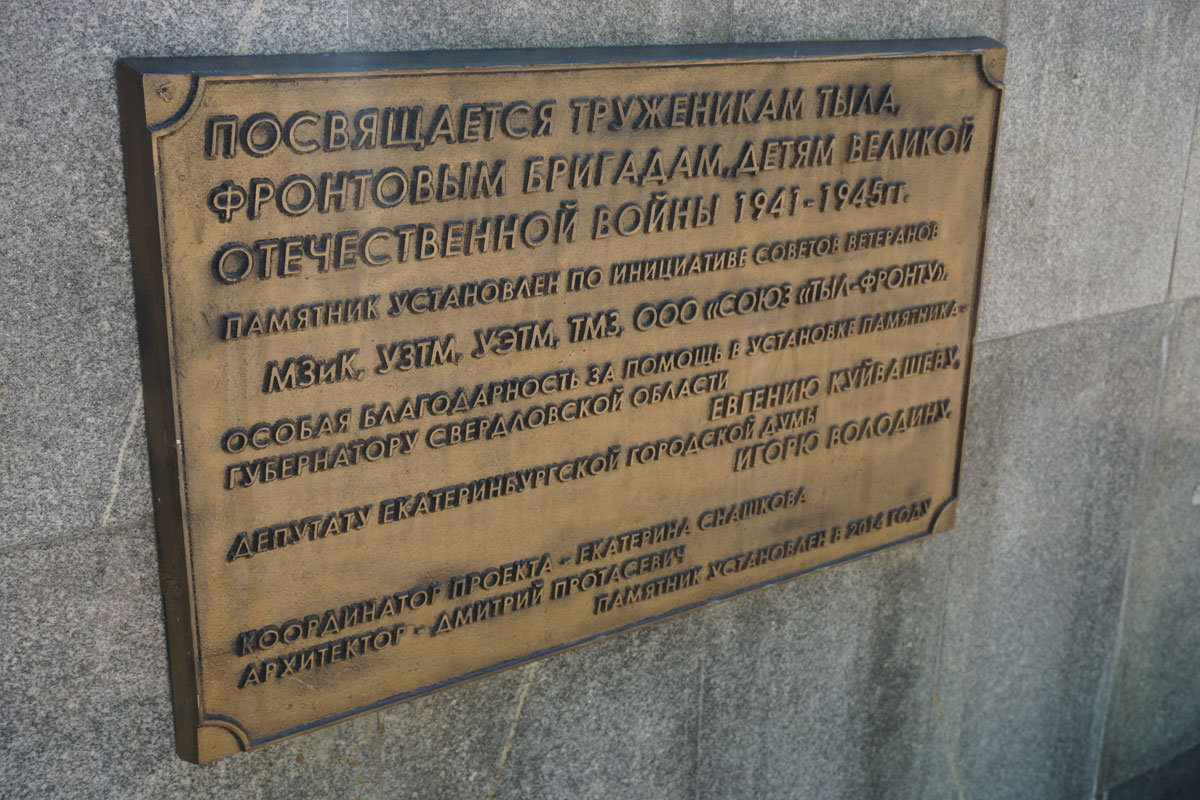 ПОСВЯЩАЕТСЯ ТРУЖЕНИКАМ ТЫЛА,
ФРОНТОВЫМ БРИГАДАМ, ДЕТЯМ ВЕЛИКОЙ
ОТЕЧЕСТВЕННОЙ ВОЙНЫ 1941-1945гг.
ПАМЯТНИК УСТАНОВЛЕН ПО ИНИЦИАТИВЕ СОВЕТОВ ВЕТЕРАНОВ
МЗиК, УЗТМ, УЭТМ, ТМЗ, ООО «СОЮЗ «ТЫЛ-ФРОНТУ».
ОСОБАЯ БЛАГОДАРНОСТЬ ЗА ПОМОЩЬ В УСТАНОВКЕ ПАМЯТНИКА -
ГУБЕРНАТОРУ СВЕРДЛОВСКОЙ ОБЛАСТИ
ЕВГЕНИЮ КУЙВАШЕВУ,
ДЕПУТАТУ ЕКАТЕРИНБУРГСКОЙ ГОРОДСКОЙ ДУМЫ
ИГОРЮ ВОЛОДИНУ.
КООРДИНАТОР ПРОЕКТА - ЕКАТЕРИНА СНАШКОВА
АРХИТЕКТОР - ДМИТРИЙ ПРОТАСЕВИЧ
ПАМЯТНИК УСТАНОВЛЕН В 2014 ГОДУ